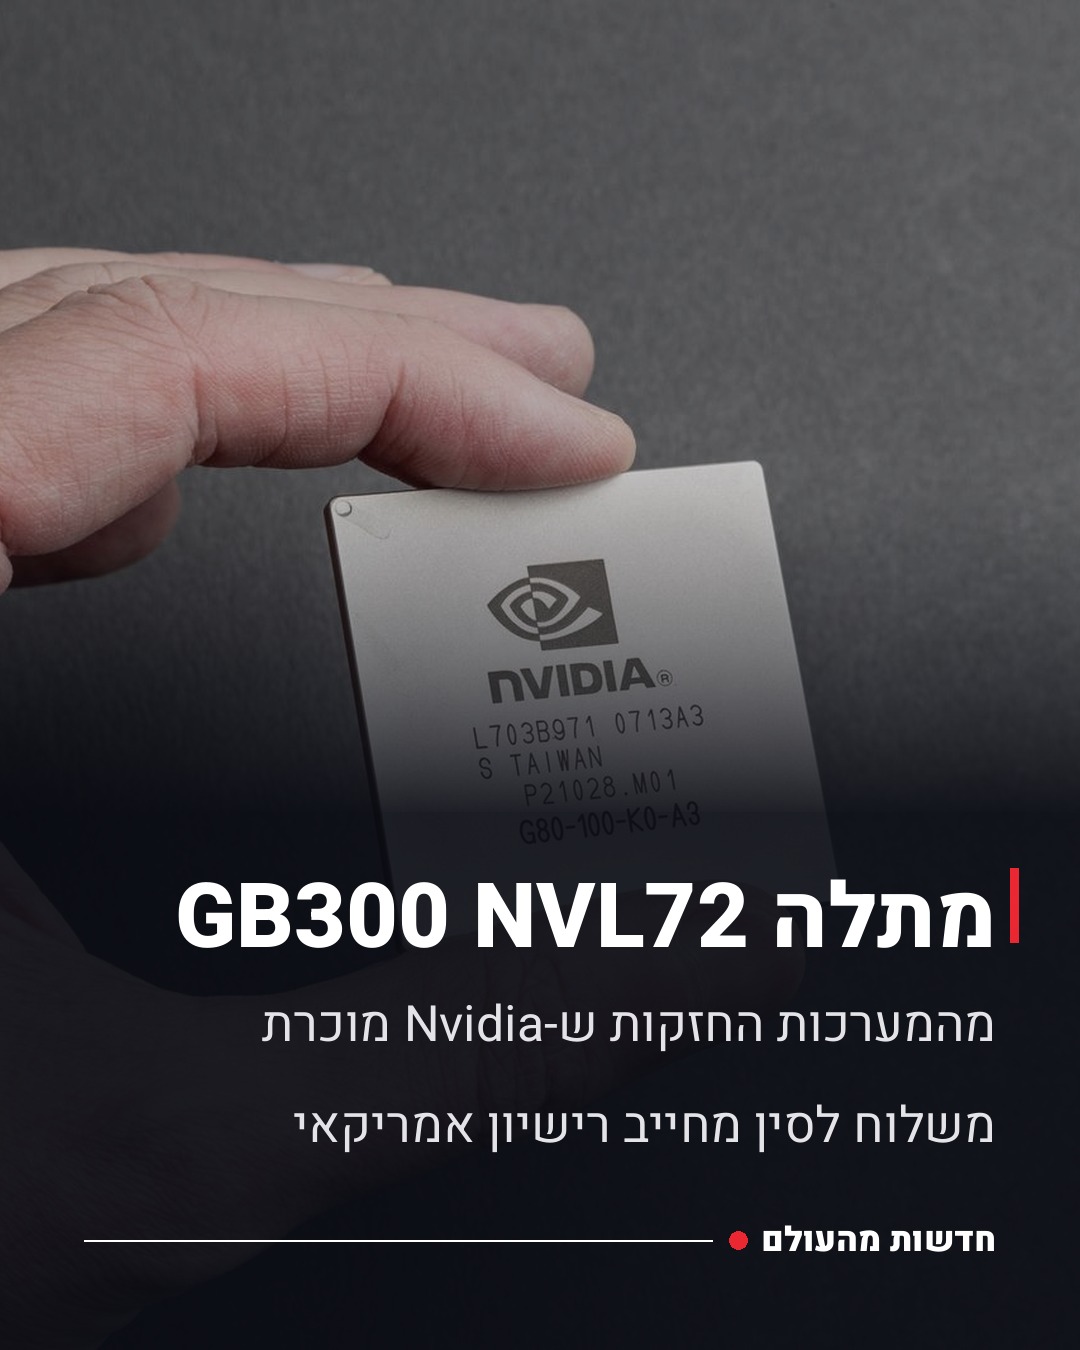 NVIDIA®
L703B971 0713A3
S TAIWAN
P21028.M01
G80-100-K0-A3
מתלה GB300 NVL72
מהמערכות החזקות ש-Nvidia מוכרת
משלוח לסין מחייב רישיון אמריקאי
חדשות מהעולם